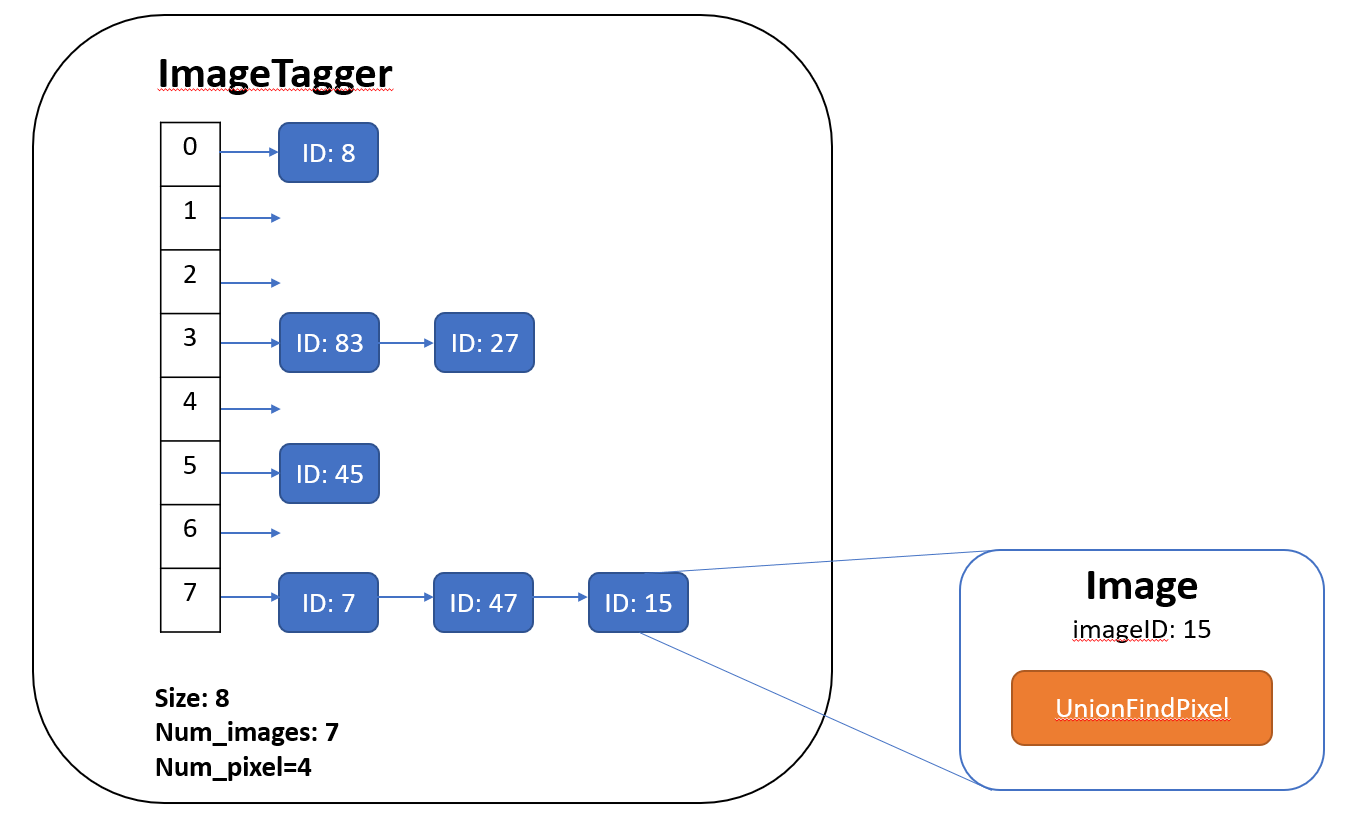 ImageTagger
0 ID: 8
1
2
3 ID: 83 ID: 27
4
5 ID: 45
6
7 ID: 7 ID: 47 ID: 15
Size: 8
Num_images: 7
Num_pixel=4
Image
imageID: 15
UnionFindPixel